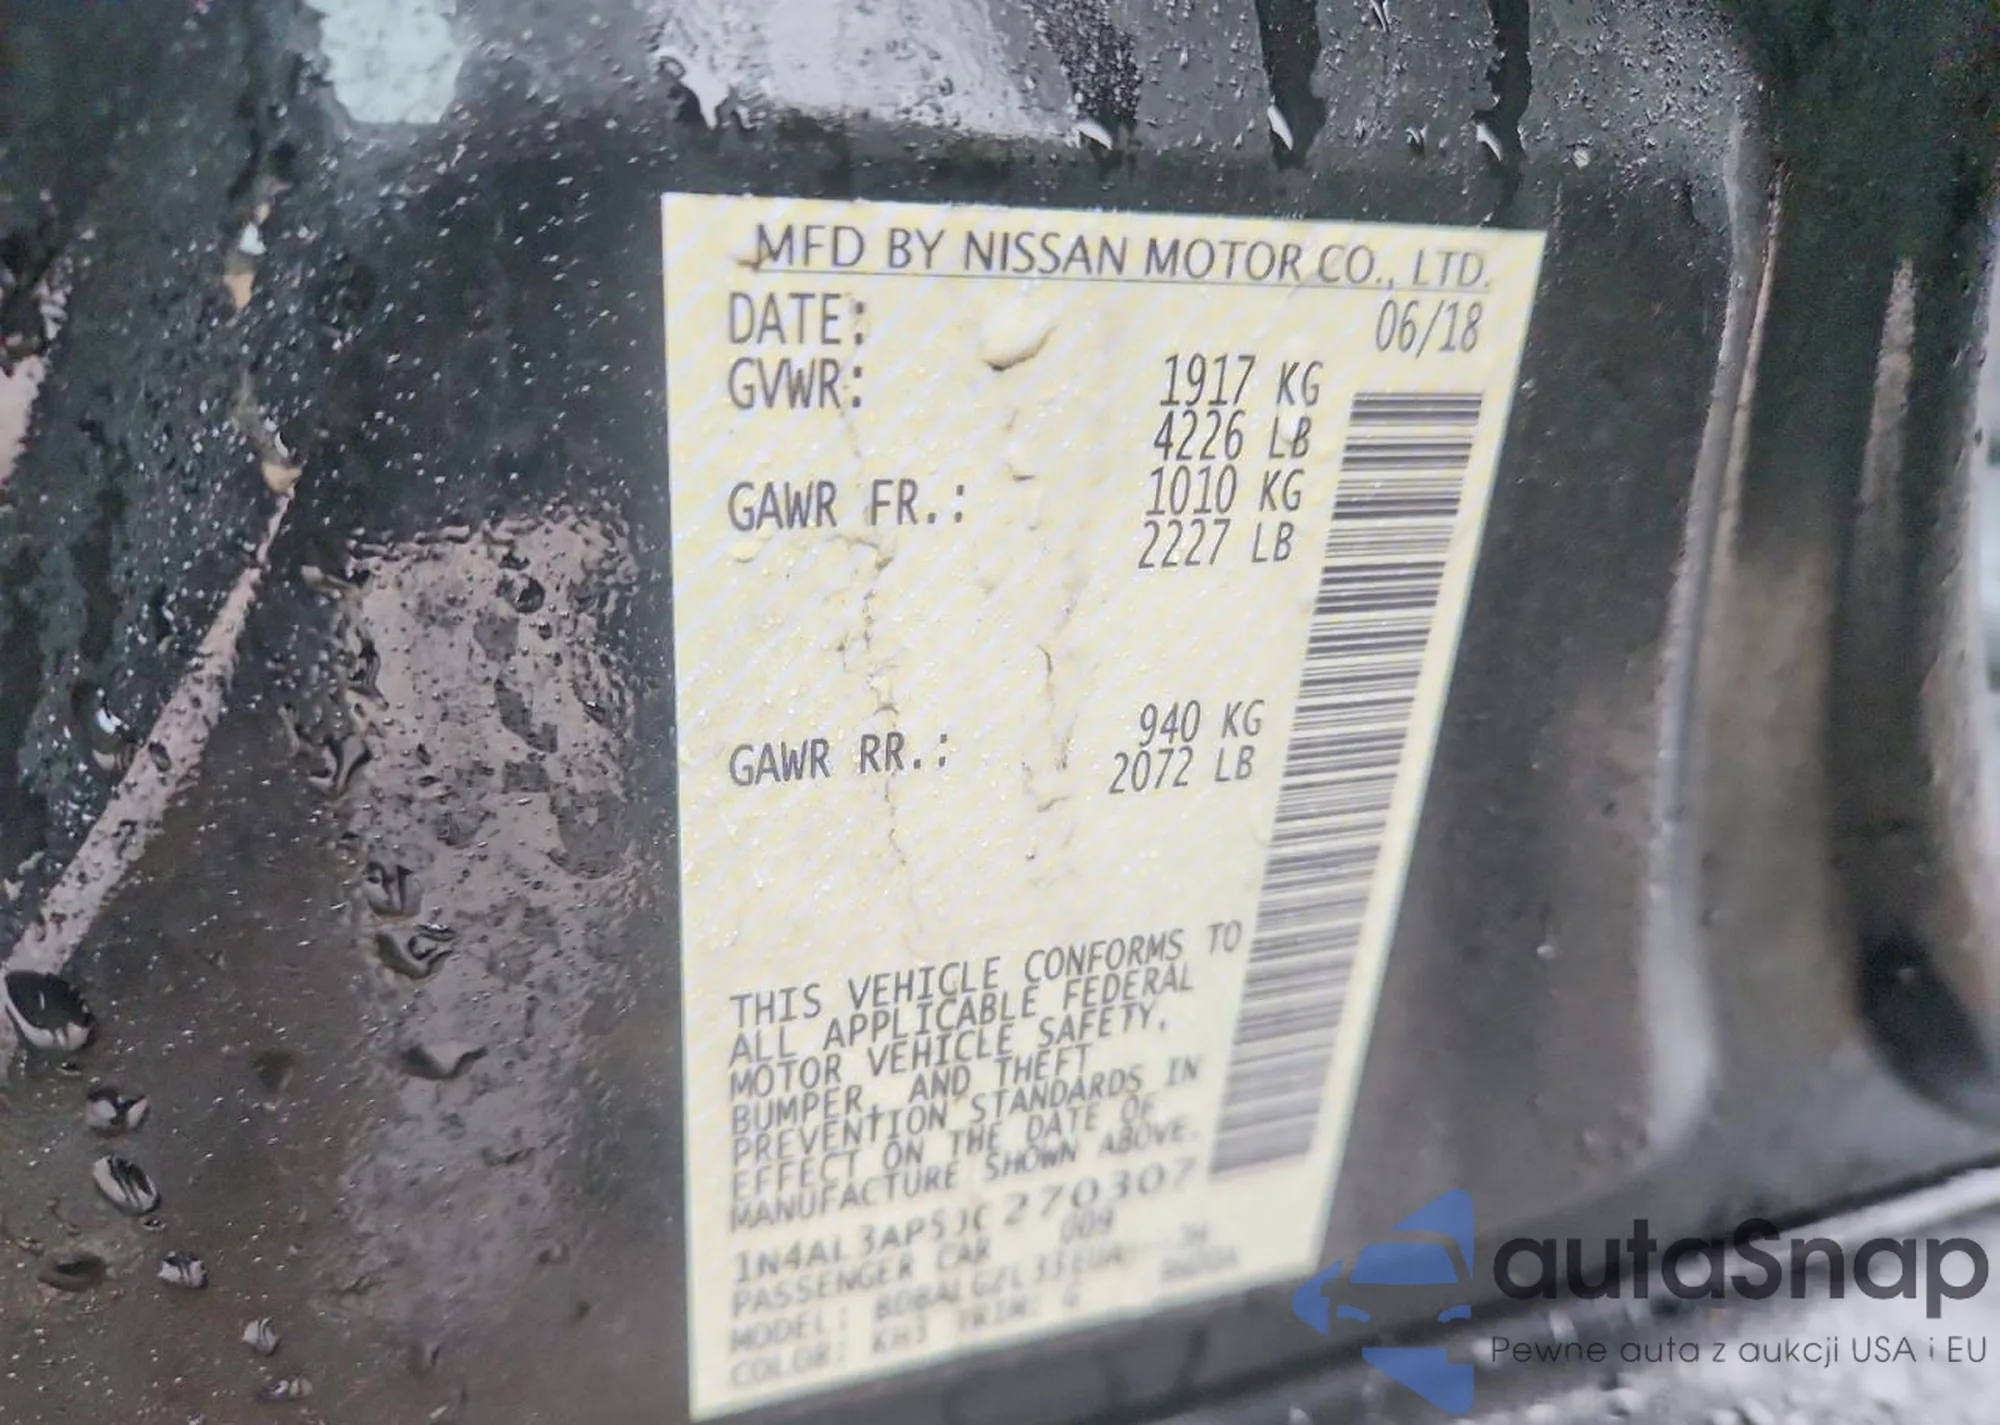 MFD BY NISSAN MOTOR CO., LTD.
DATE: 06/18
GVWR: 1917 KG
4226 LB
GAWR FR.: 1010 KG
2227 LB
GAWR RR.: 940 KG
2072 LB
THIS VEHICLE CONFORMS TO
ALL APPLICABLE FEDERAL
MOTOR VEHICLE SAFETY,
BUMPER, AND THEFT
PREVENTION STANDARDS IN
EFFECT ON THE DATE OF
MANUFACTURE SHOWN ABOVE.
1N4AL3AP5JC270307
PASSENGER CAR 009
MODEL:
COLOR: KH3 TRIM: G
autaSnap
Pewne auta z aukcji USA i EU